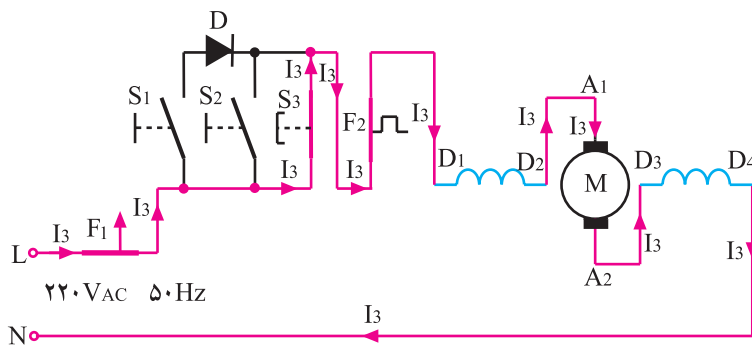 D
I3 I3
S1 S2 S3 F2 I3 I3 A1 I3
I3 I3 D1 D2 M D3 D4
I3 F1 I3
L I3 I3
A2
۲۲۰VAC ۵۰Hz
N I3